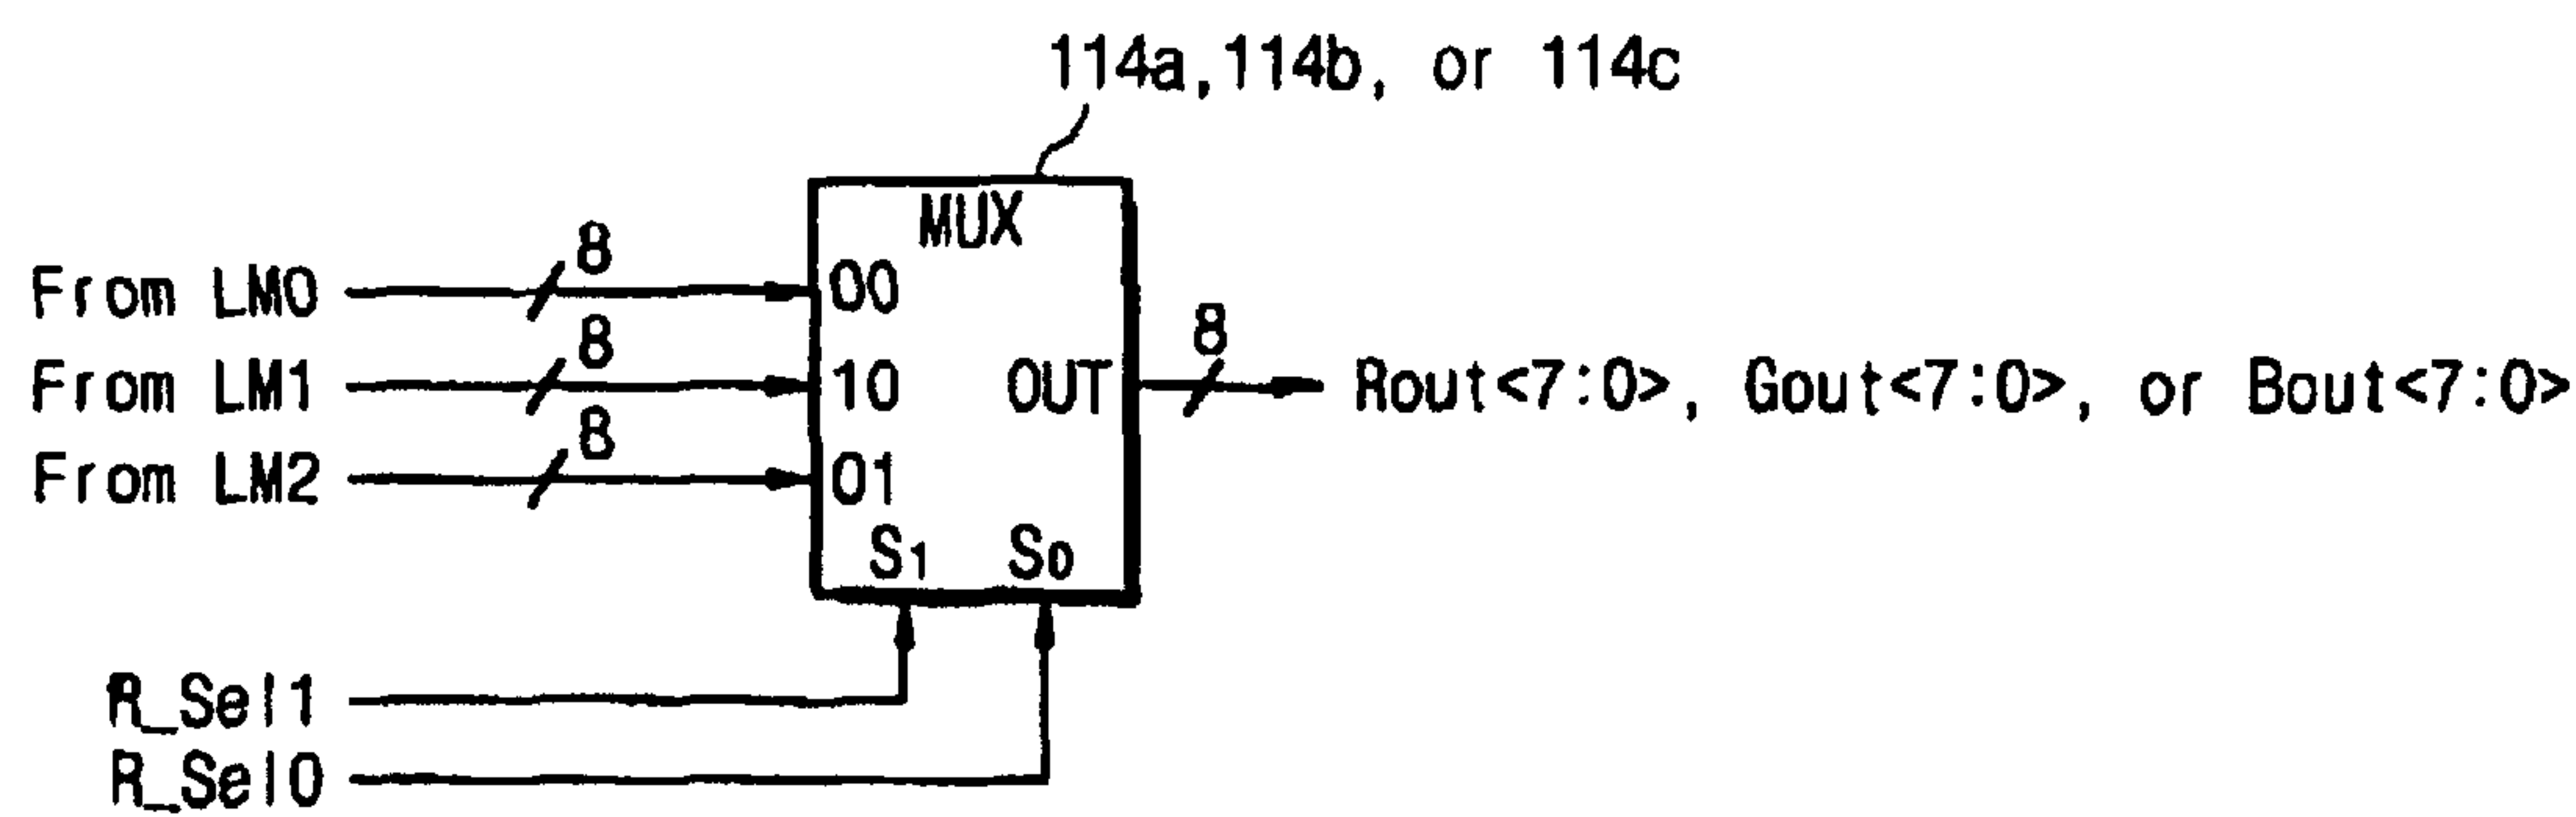 114a, 114b, or 114c
MUX
From LM0 8 00
From LM1 8 10 OUT 8 Rout<7:0>, Gout<7:0>, or Bout<7:0>
From LM2 8 01
S1 S0
R_Sel1
R_Sel0